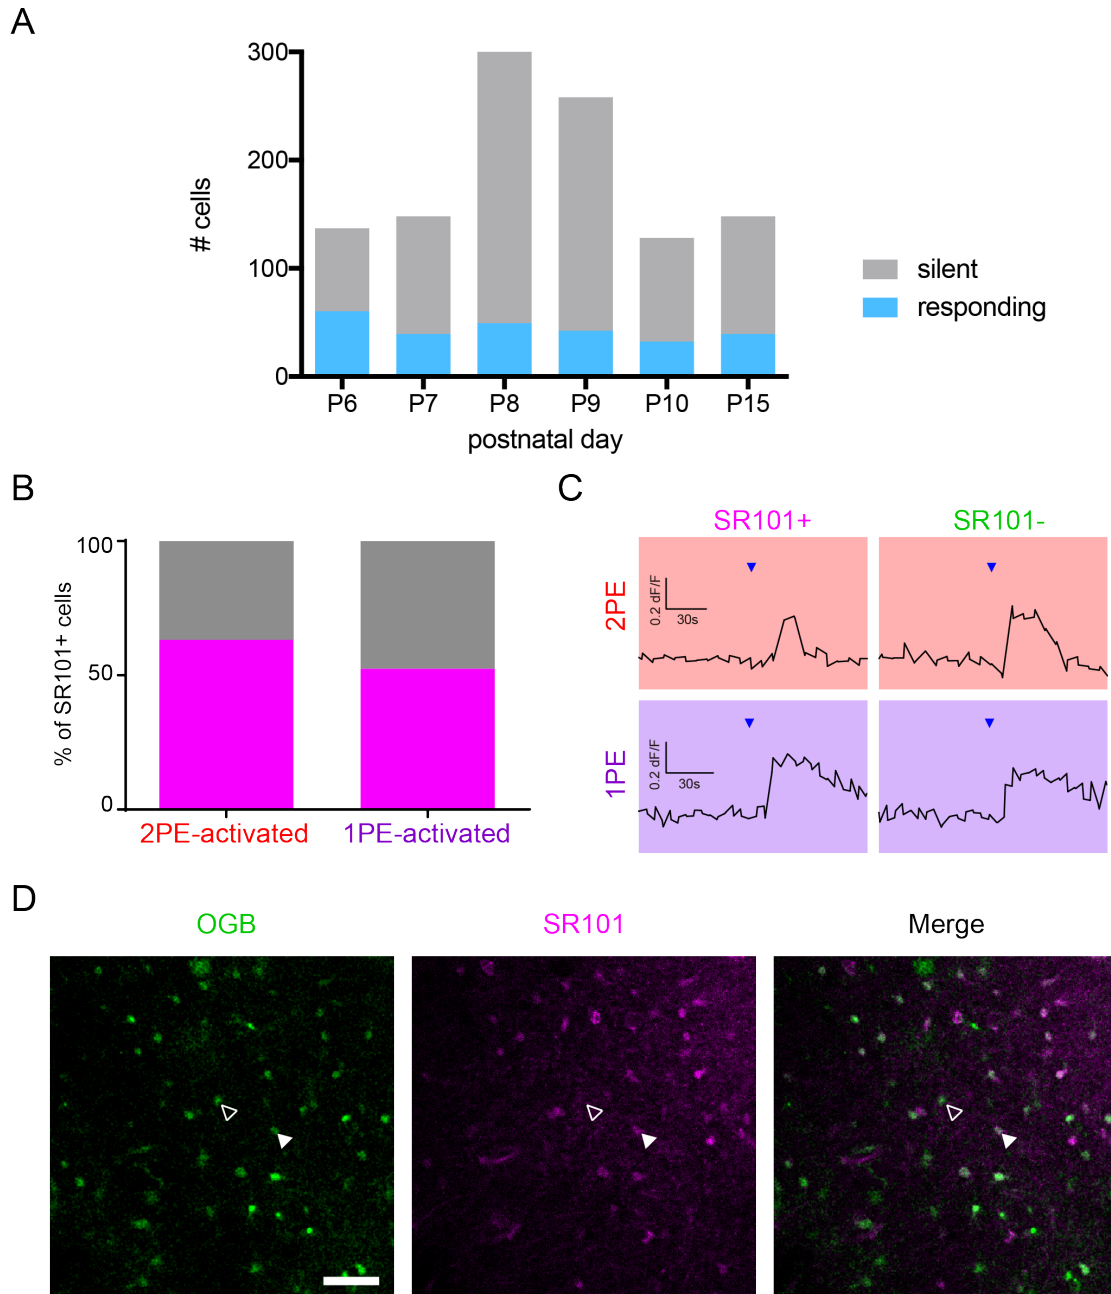 A
300
200
100
0
# cells
P6 P7 P8 P9 P10 P15
postnatal day
silent
responding
B
100
50
0
% of SR101+ cells
2PE-activated 1PE-activated
C
SR101+ SR101-
2PE
0.2 dF/F
30s
1PE
0.2 dF/F
30s
D
OGB SR101 Merge